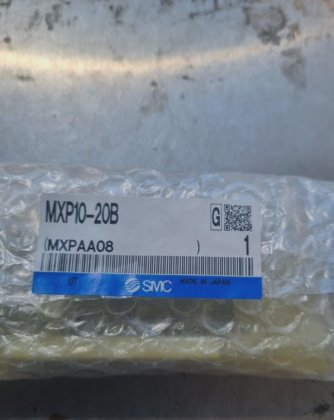 MXP10-20B
G
(MXPAA08 ) 1
UT SMC MADE IN JAPAN